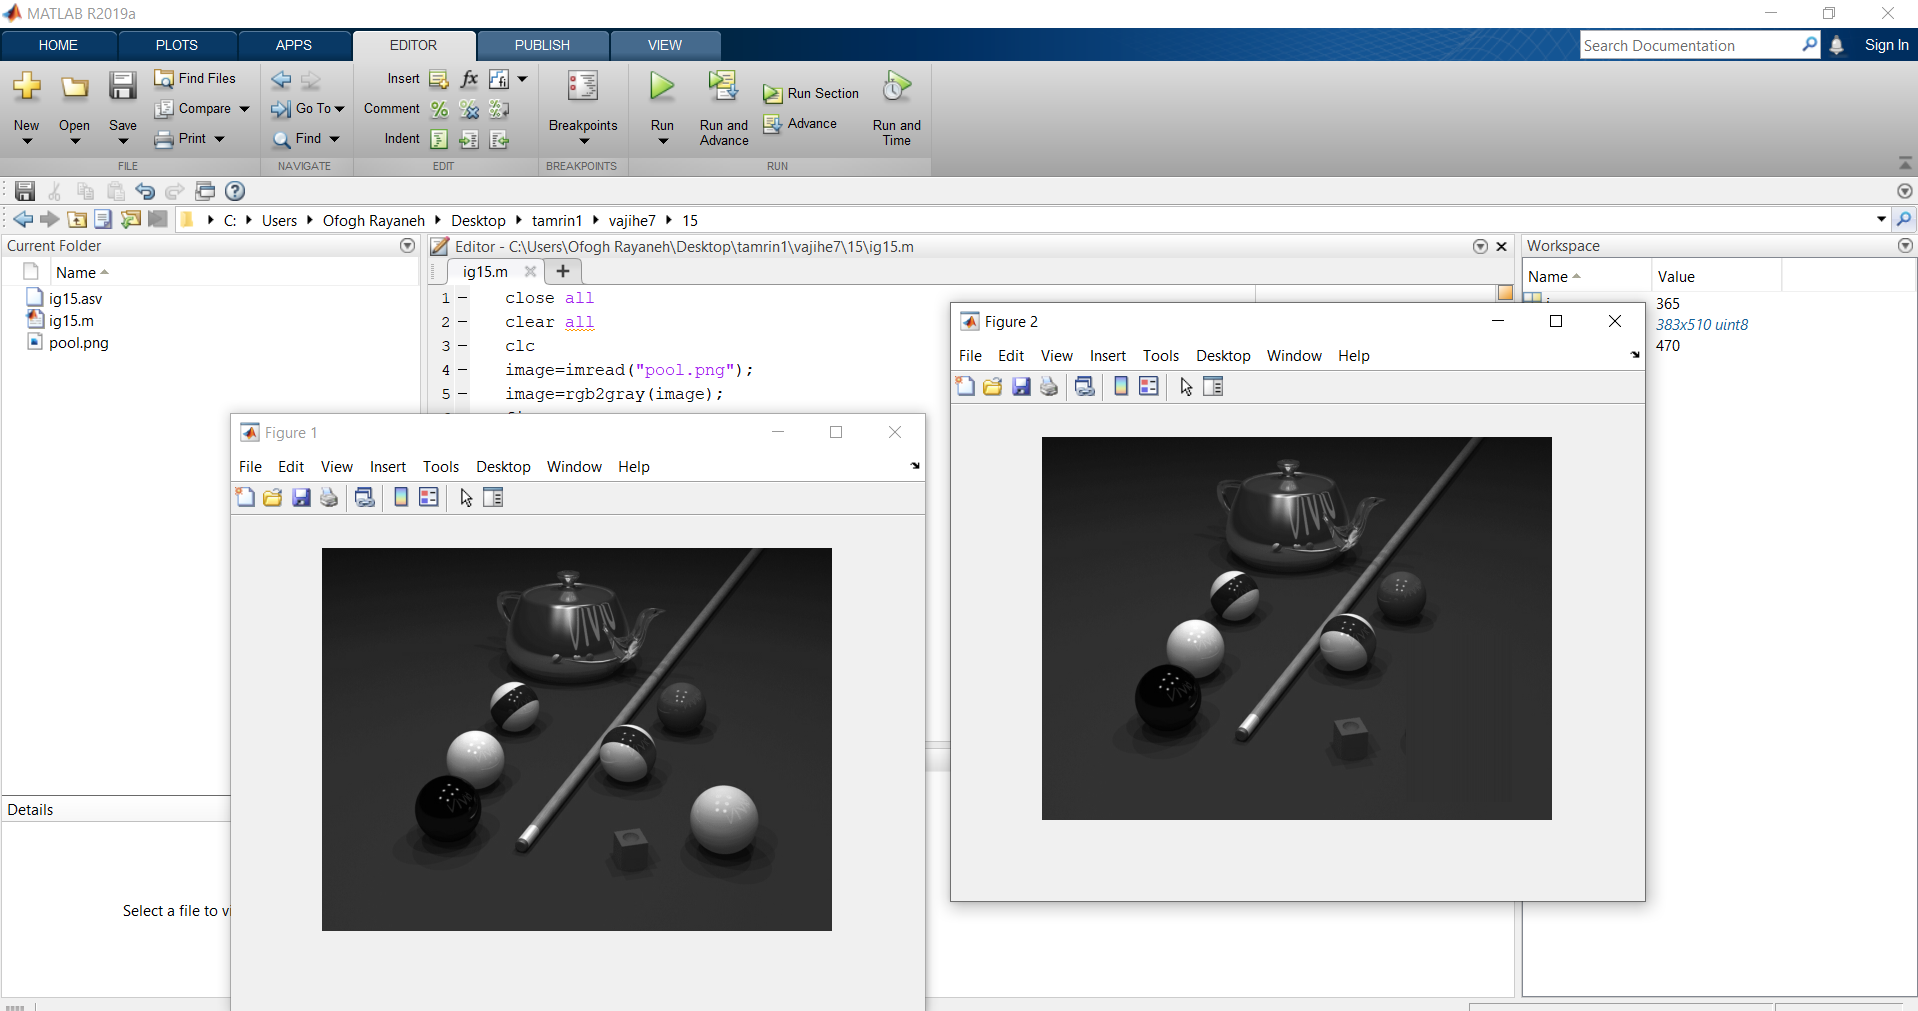 MATLAB R2019a
HOME PLOTS APPS EDITOR PUBLISH VIEW
Search Documentation Sign In
New Open Save
Find Files
Compare
Print
FILE
Go To
Find
NAVIGATE
Insert fx fi
Comment
Indent
EDIT
Breakpoints
BREAKPOINTS
Run
Run and Advance
Run Section
Advance
Run and Time
RUN
C: Users Ofogh Rayaneh Desktop tamrin1 vajihe7 15
Current Folder
Name
ig15.asv
ig15.m
pool.png
Details
Select a file to vi
Editor - C:\Users\Ofogh Rayaneh\Desktop\tamrin1\vajihe7\15\ig15.m
ig15.m
1 close all
2 clear all
3 clc
4 image=imread("pool.png");
5 image=rgb2gray(image);
Workspace
Name Value
365
383x510 uint8
470
Figure 1
File Edit View Insert Tools Desktop Window Help
Figure 2
File Edit View Insert Tools Desktop Window Help